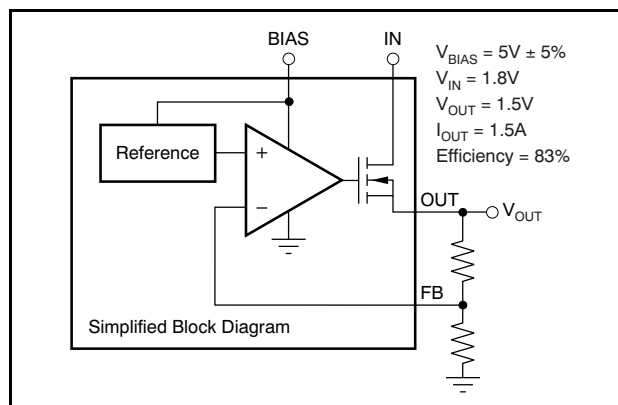 BIAS
IN
V_BIAS = 5V ± 5%
V_IN = 1.8V
V_OUT = 1.5V
I_OUT = 1.5A
Efficiency = 83%
Reference
+
−
OUT
V_OUT
FB
Simplified Block Diagram